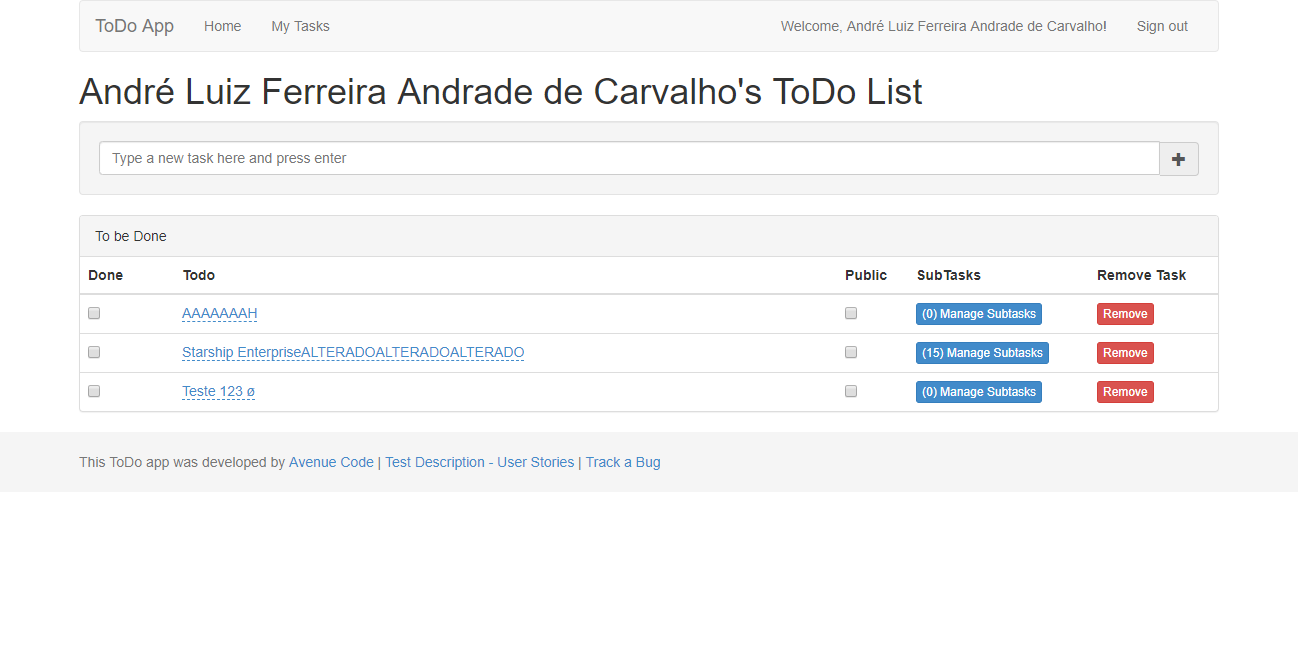 ToDo App Home My Tasks Welcome, André Luiz Ferreira Andrade de Carvalho! Sign out
André Luiz Ferreira Andrade de Carvalho's ToDo List
Type a new task here and press enter
To be Done
Done Todo Public SubTasks Remove Task
AAAAAAAH (0) Manage Subtasks Remove
Starship EnterpriseALTERADOALTERADOALTERADO (15) Manage Subtasks Remove
Teste 123 ø (0) Manage Subtasks Remove
This ToDo app was developed by Avenue Code | Test Description - User Stories | Track a Bug